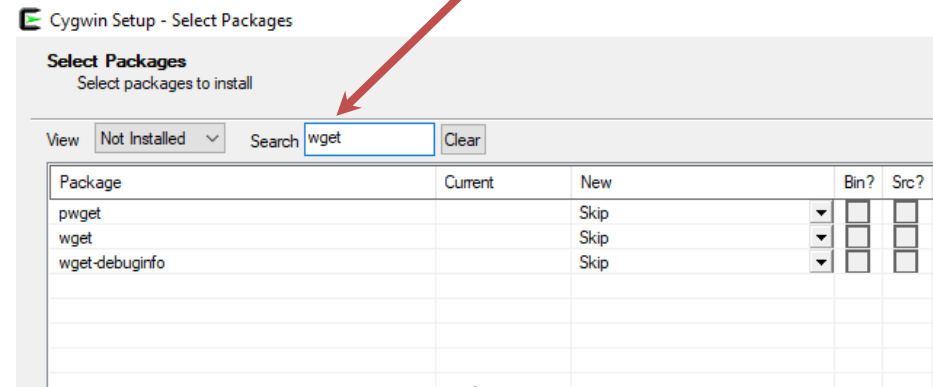 Cygwin Setup - Select Packages
Select Packages
Select packages to install
View Not Installed Search wget Clear
Package Current New Bin? Src?
pwget Skip
wget Skip
wget-debuginfo Skip